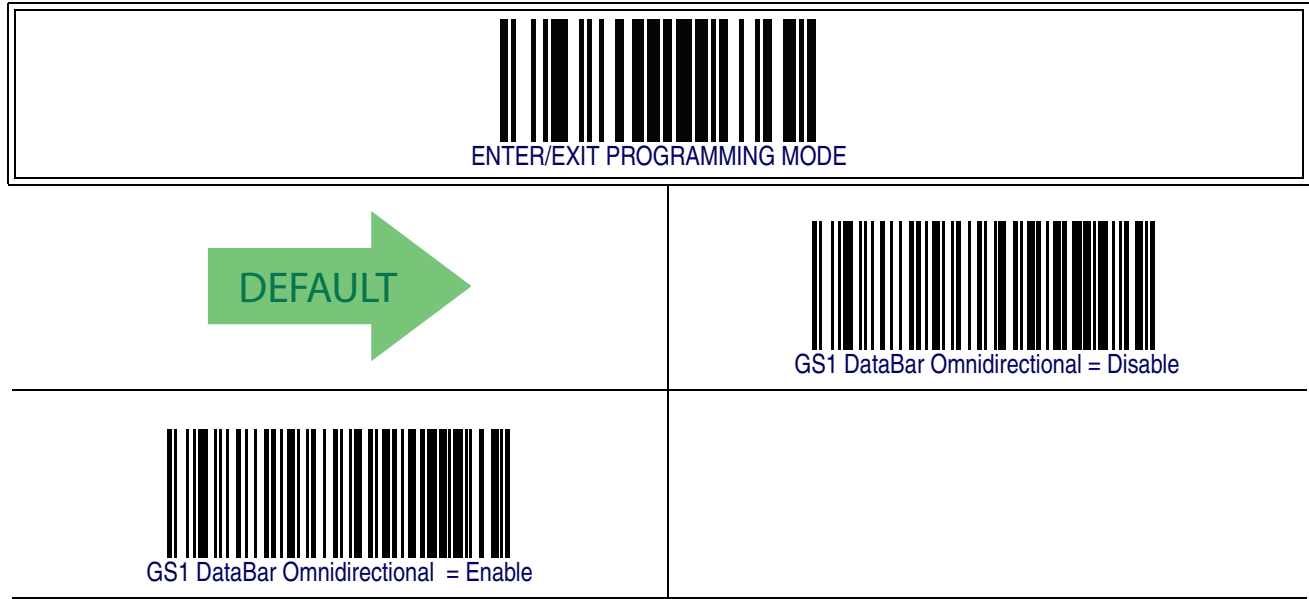 ENTER/EXIT PROGRAMMING MODE
DEFAULT
GS1 DataBar Omnidirectional = Disable
GS1 DataBar Omnidirectional = Enable